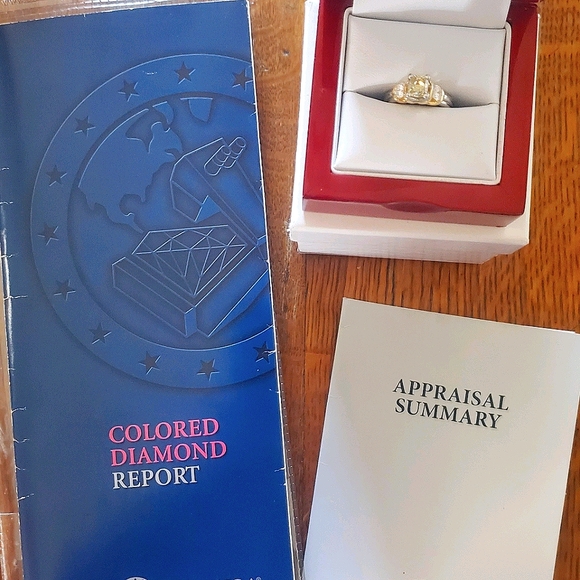 COLORED
DIAMOND
REPORT
APPRAISAL
SUMMARY